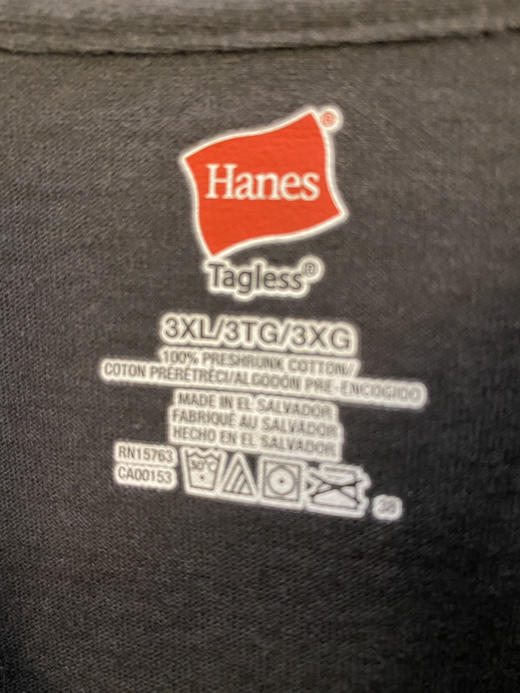 Hanes®
Tagless®
3XL/3TG/3XG
100% PRESHRUNK COTTON/
COTON PRÉRÉTRÉCI/ALGODÓN PRE-ENCOGIDO
MADE IN EL SALVADOR
FABRIQUÉ AU SALVADOR
HECHO EN EL SALVADOR
RN15763
CA00153
30°C